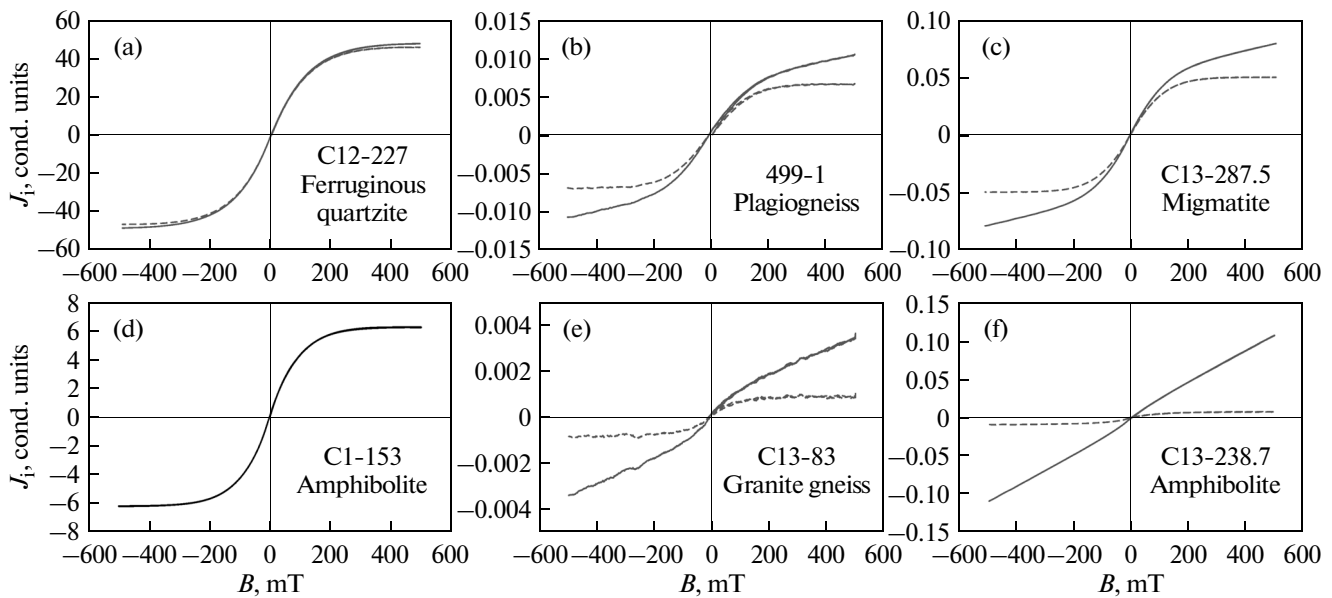 (a)
60
40
20
0
−20
−40
−60
−600 −400 −200 0 200 400 600 mT
Jᵢ, cond. units
C12-227
Ferruginous
quartzite
(b)
0.015
0.010
0.005
0
−0.005
−0.010
−0.015
−600 −400 −200 0 200 400 600
499-1
Plagiogneiss
(c)
0.10
0.05
0
−0.05
0.10
−600 −400 −200 0 200 400 600
C13-287.5
Migmatite
(d)
8
6
4
2
0
−2
−4
−6
−8
−600 −400 −200 0 200 400 600
Jᵢ, cond. units
B, mT
C1-153
Amphibolite
(e)
0.004
0.002
0
−0.002
−0.004
−600 −400 −200 0 200 400 600
B, mT
C13-83
Granite gneiss
(f)
0.15
0.10
0.05
0
−0.05
−0.10
0.15
−600 −400 −200 0 200 400 600
B, mT
C13-238.7
Amphibolite